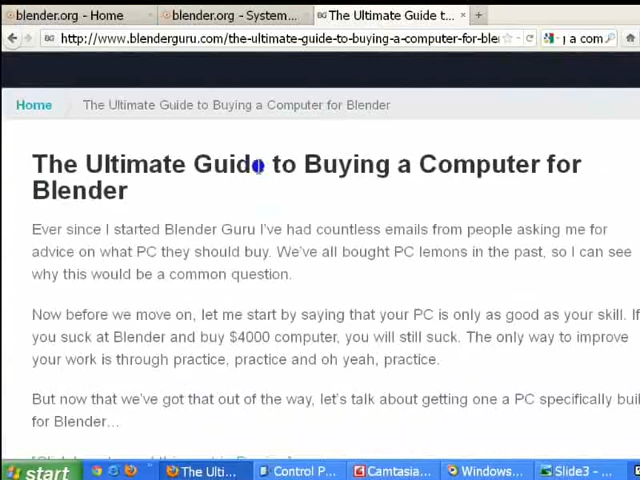 blender.org - Home
blender.org - System...
The Ultimate Guide t...
http://www.blenderguru.com/the-ultimate-guide-to-buying-a-computer-for-ble
a com
Home
The Ultimate Guide to Buying a Computer for Blender
The Ultimate Guide to Buying a Computer for
Blender
Ever since I started Blender Guru I've had countless emails from people asking me for
advice on what PC they should buy. We've all bought PC lemons in the past, so I can see
why this would be a common question.
Now before we move on, let me start by saying that your PC is only as good as your skill. If
you suck at Blender and buy $4000 computer, you will still suck. The only way to improve
your work is through practice, practice and oh yeah, practice.
But now that we've got that out of the way, let's talk about getting one a PC specifically buil
for Blender...
start
The Ulti...
Control P...
Camtasia...
Windows...
Slide3 - ...